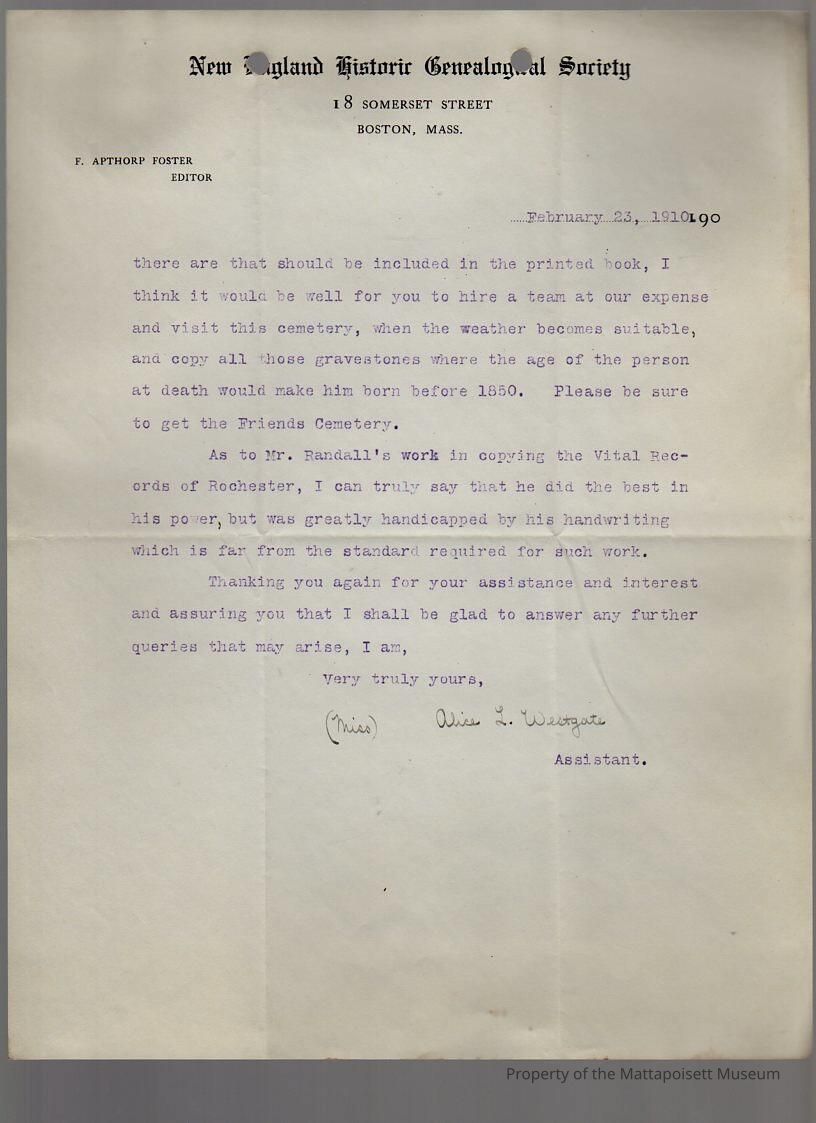 New England Historic Genealogical Society
18 SOMERSET STREET
BOSTON, MASS.
F. APTHORP FOSTER
EDITOR
February 23, 1910190
there are that should be included in the printed book, I
think it would be well for you to hire a team at our expense
and visit this cemetery, when the weather becomes suitable,
and copy all those gravestones where the age of the person
at death would make him born before 1850. Please be sure
to get the Friends Cemetery.
As to Mr. Randall's work in copying the Vital Rec-
ords of Rochester, I can truly say that he did the best in
his power, but was greatly handicapped by his handwriting
which is far from the standard required for such work.
Thanking you again for your assistance and interest
and assuring you that I shall be glad to answer any further
queries that may arise, I am,
Very truly yours,
(Miss) Alice L. Westgate
Assistant.
Property of the Mattapoisett Museum